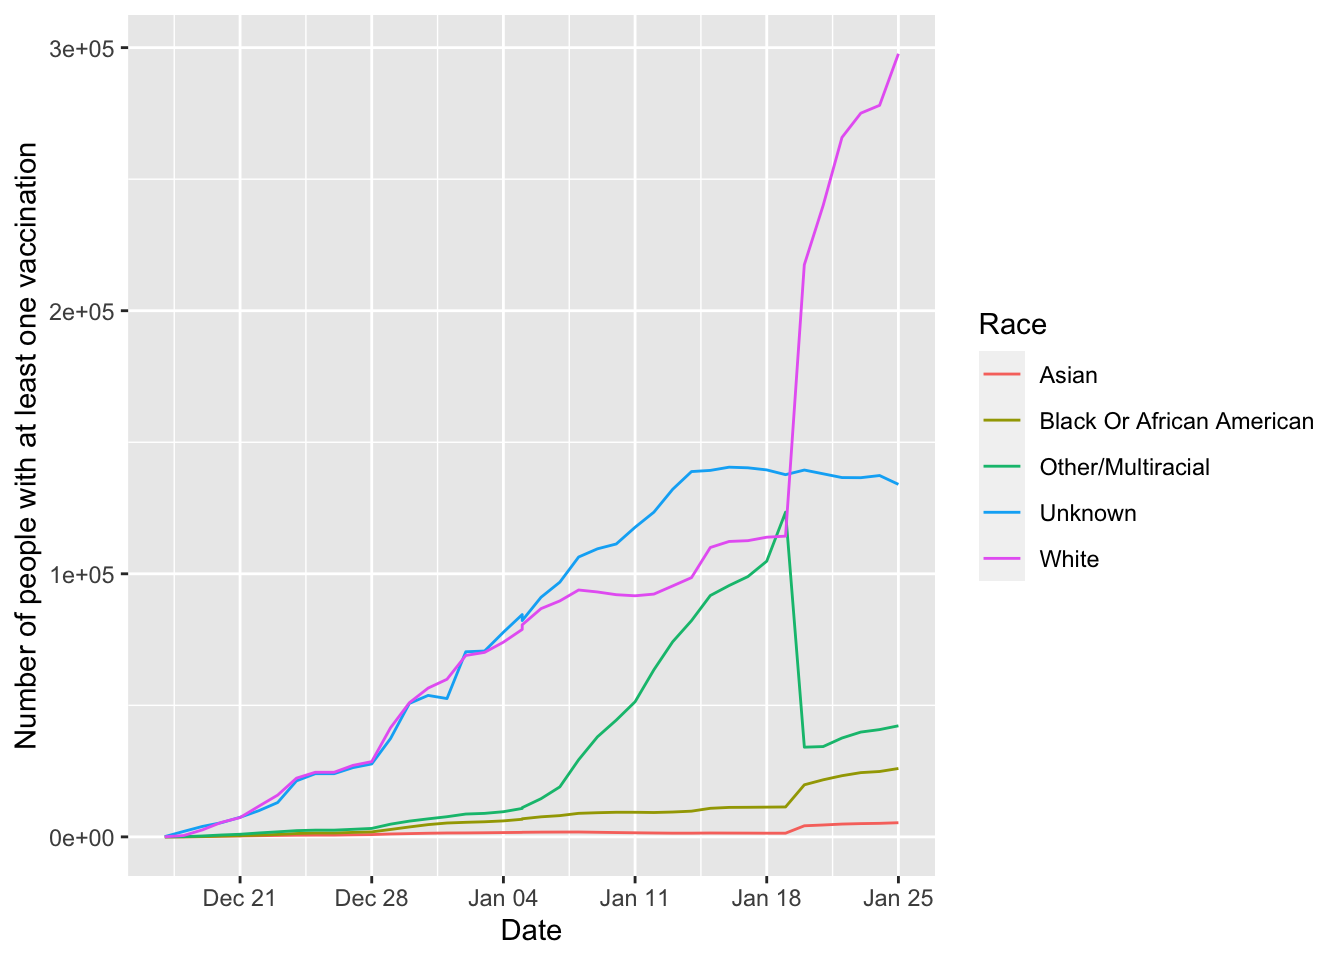 Number of people with at least one vaccination
3e+05
2e+05
1e+05
0e+00
Dec 21 Dec 28 Jan 04 Jan 11 Jan 18 Jan 25
Date
Race
Asian
Black Or African American
Other/Multiracial
Unknown
White